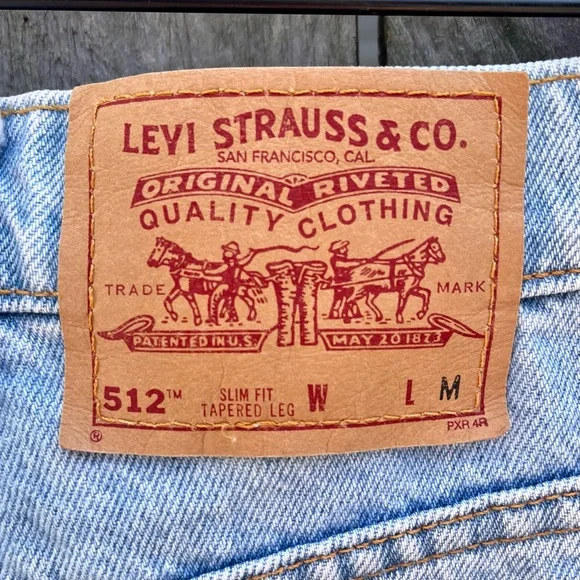 LEVI STRAUSS & CO.
SAN FRANCISCO, CAL.
ORIGINAL RIVETED
QUALITY CLOTHING
TRADE MARK
PATENTED IN U.S. MAY 20 1873
512™ SLIM FIT W L M
TAPERED LEG
® PXR 4R